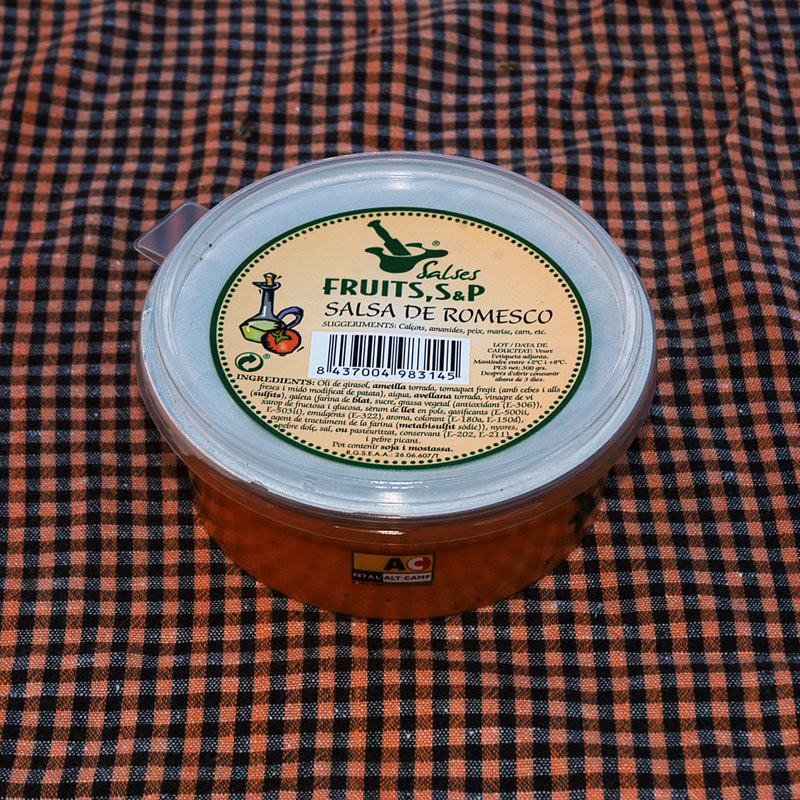 Salses
®
FRUITS, S&P
SALSA DE ROMESCO
SUGGERIMENTS: Calçots, amanides, peix, marisc, carn, etc.
8 437004 983145
LOT / DATA DE
CADUCITAT: Veure
l'etiqueta adjunta.
Mantindre entre +2ºC i +8ºC.
PES net: 300 grs.
Després d'obrir consumir
abans de 3 dies.
®
INGREDIENTS: Oli de girasol, ametlla torrada, tomaquet fregit (amb cebes i alls
frescs i midó modificat de patata), aigua, avellana torrada, vinagre de vi
(sulfits), galeta (farina de blat, sucre, grassa vegetal (antioxidant (E-306)),
xarop de fructosa i glucosa, sèrum de llet en pols, gasificants (E-500ii,
E-503ii), emulgents (E-322), aroma, colorant (E-180a, E-150d),
agent de tractament de la farina (metabisulfit sòdic)), nyores,
pebre dolç, sal, ou pasteuritzat, conservant (E-202, E-211)
i pebre picant.
Pot contenir soja i mostassa.
R.G.S.E.A.A.: 26.06.607/T
AC
FET A L'ALT CAMP